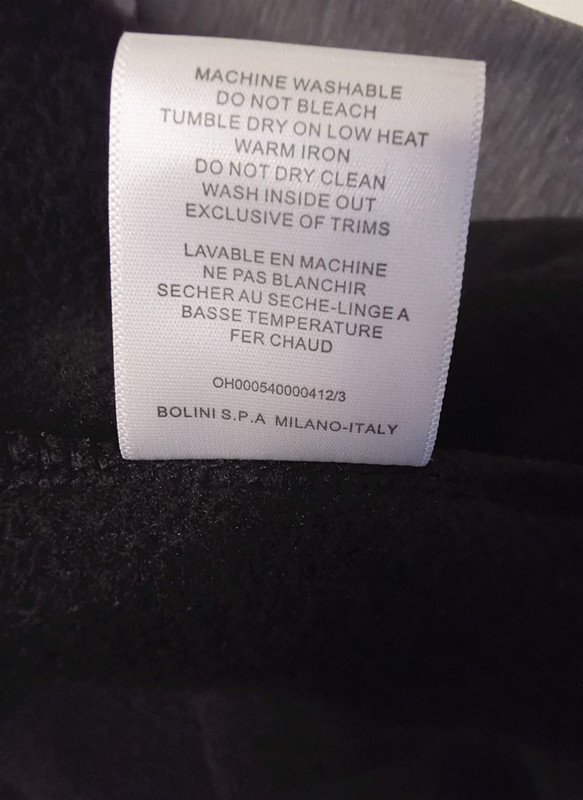 MACHINE WASHABLE
DO NOT BLEACH
TUMBLE DRY ON LOW HEAT
WARM IRON
DO NOT DRY CLEAN
WASH INSIDE OUT
EXCLUSIVE OF TRIMS
LAVABLE EN MACHINE
NE PAS BLANCHIR
SECHER AU SECHE-LINGE A
BASSE TEMPERATURE
FER CHAUD
OH000540000412/3
BOLINI S.P.A MILANO-ITALY